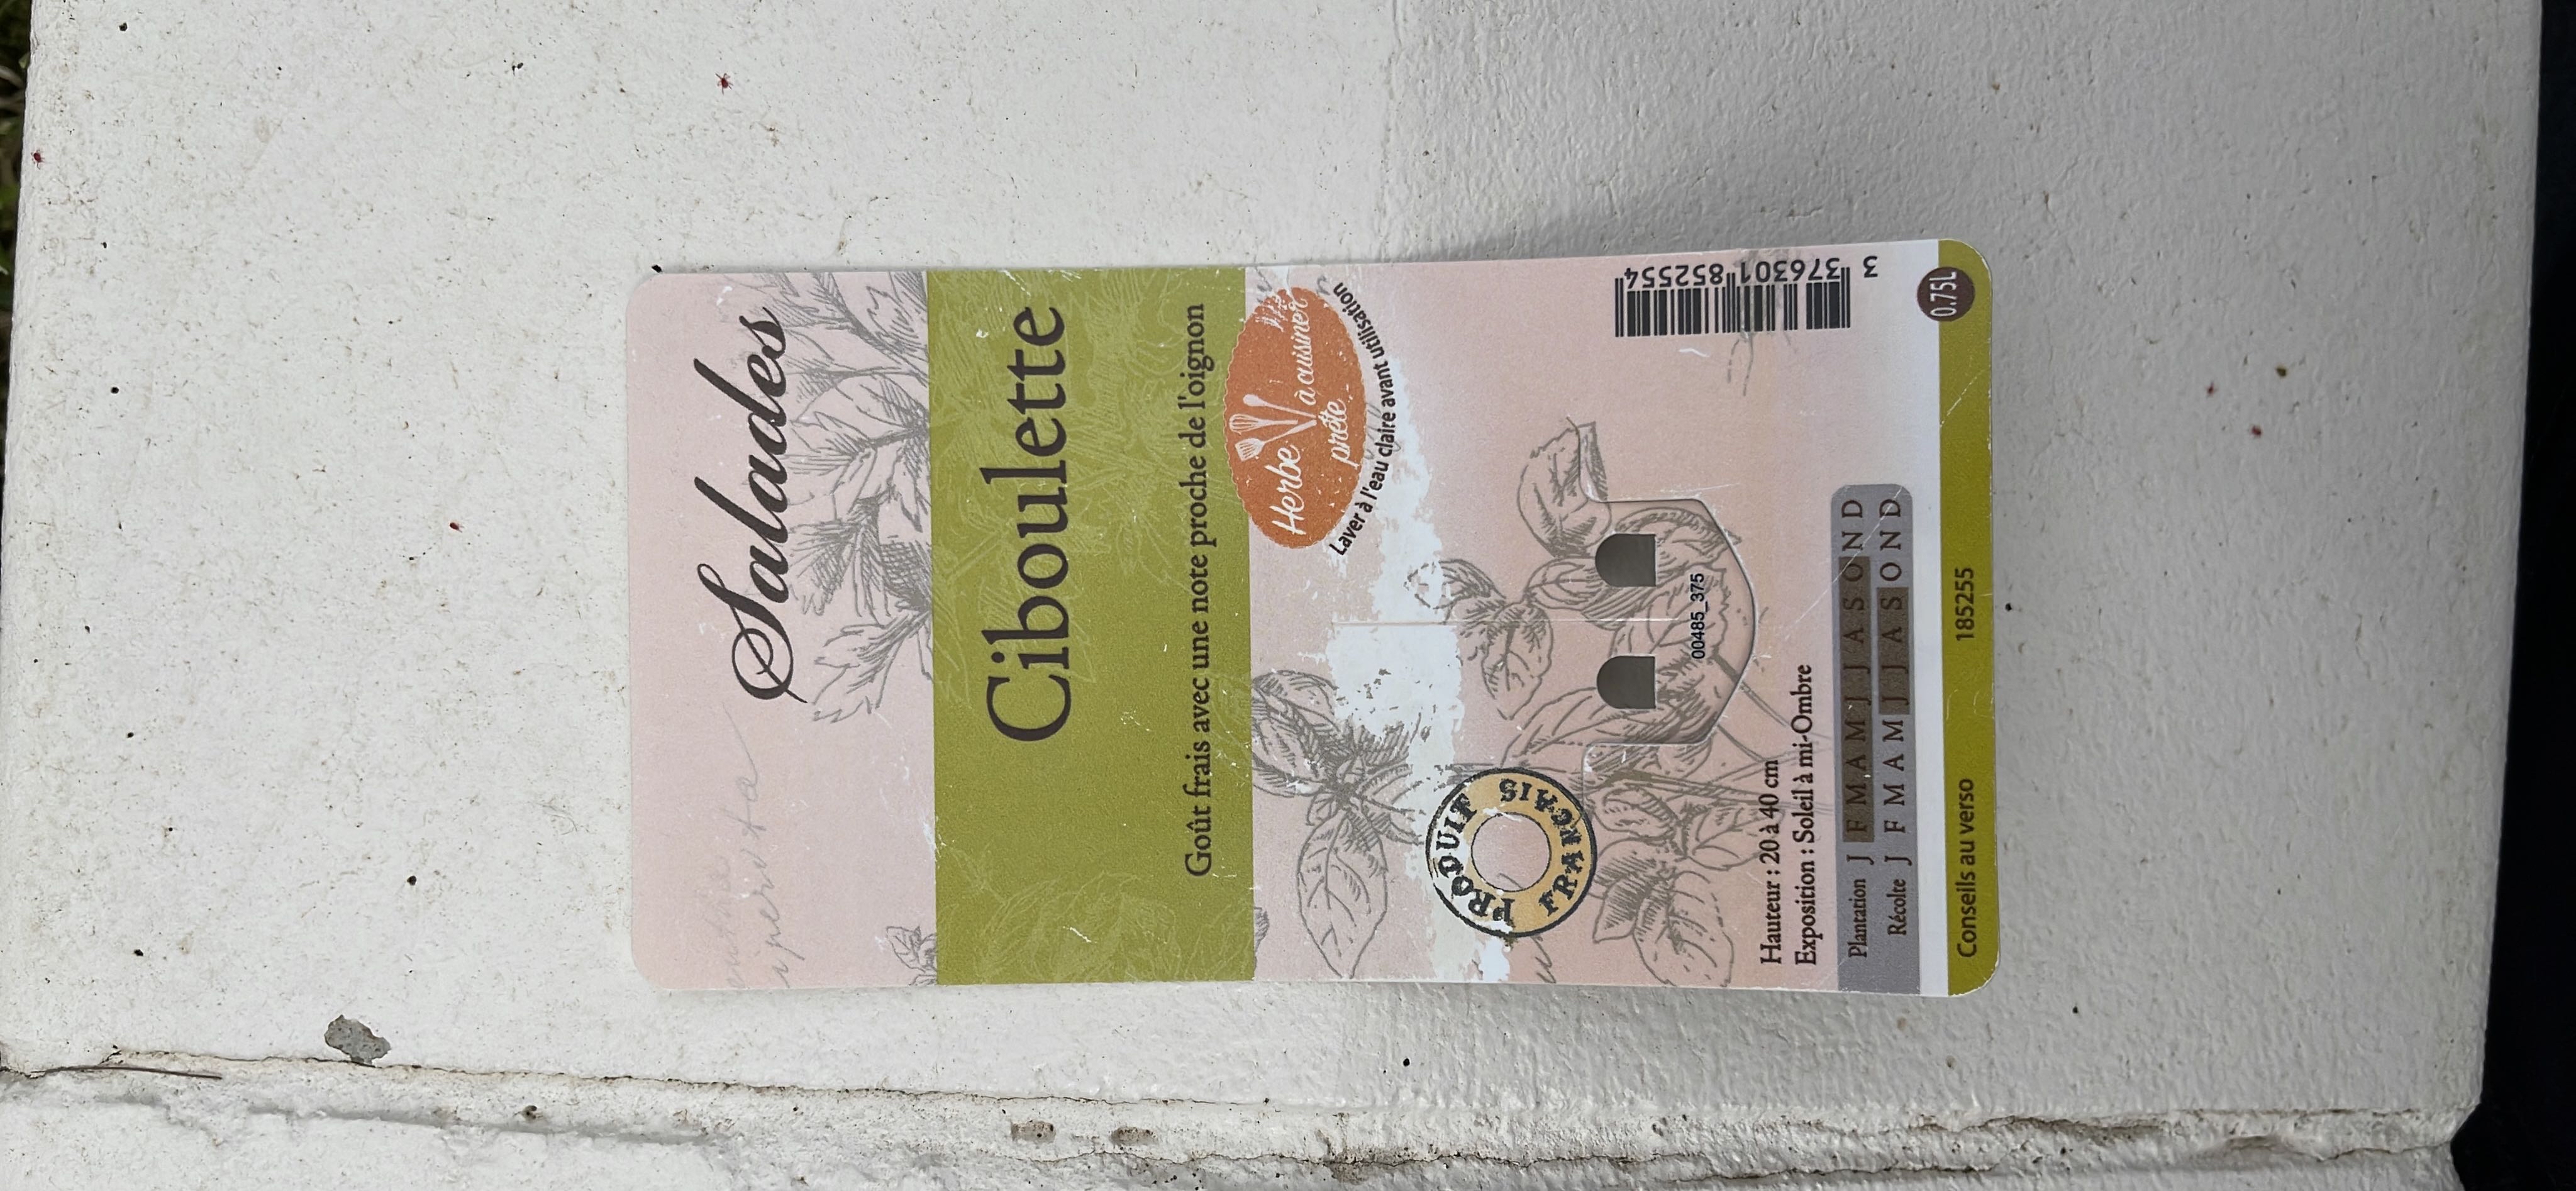 Salades
Ciboulette
Goût frais avec une note proche de l'oignon
Herbe prête
à cuisiner
Laver à l'eau claire avant utilisation
PRODUIT FRANÇAIS
00485_375
3 376301 852554
Hauteur : 20 à 40 cm
Exposition : Soleil à mi-Ombre
Plantation J F M A M J J A S O N D
Récolte J F M A M J J A S O N D
Conseils au verso 185255 0.75L